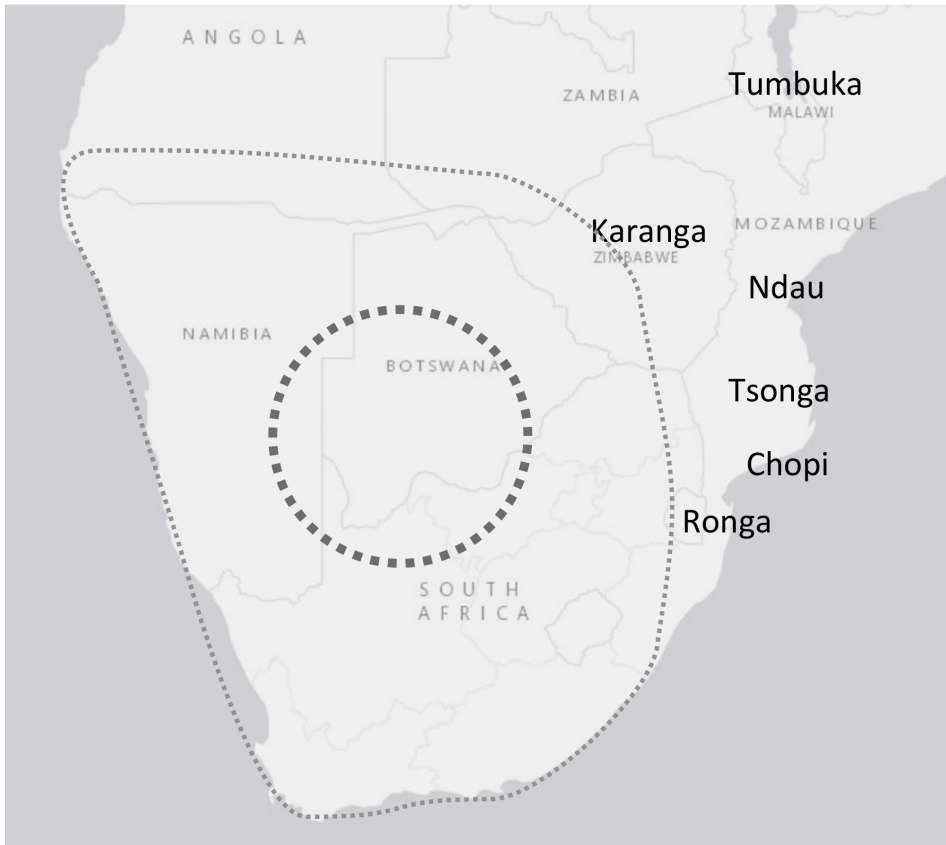 ANGOLA
Tumbuka
ZAMBIA
MALAWI
Karanga
MOZAMBIQUE
ZIMBABWE
Ndau
NAMIBIA
BOTSWANA
Tsonga
Chopi
Ronga
SOUTH
AFRICA